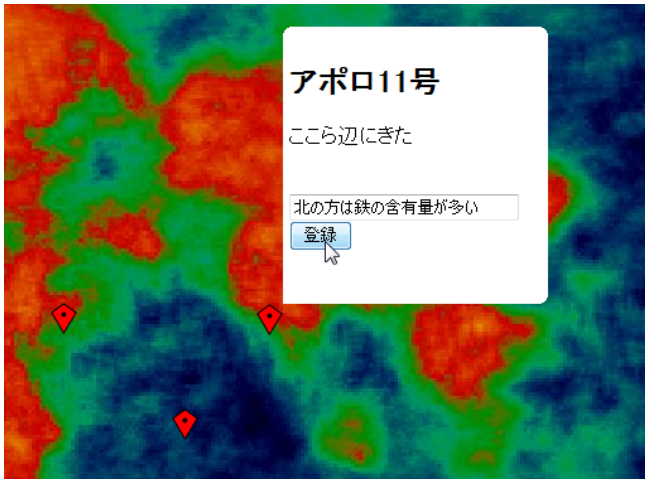 アポロ11号
ここら辺にきた
北の方は鉄の含有量が多い
登録